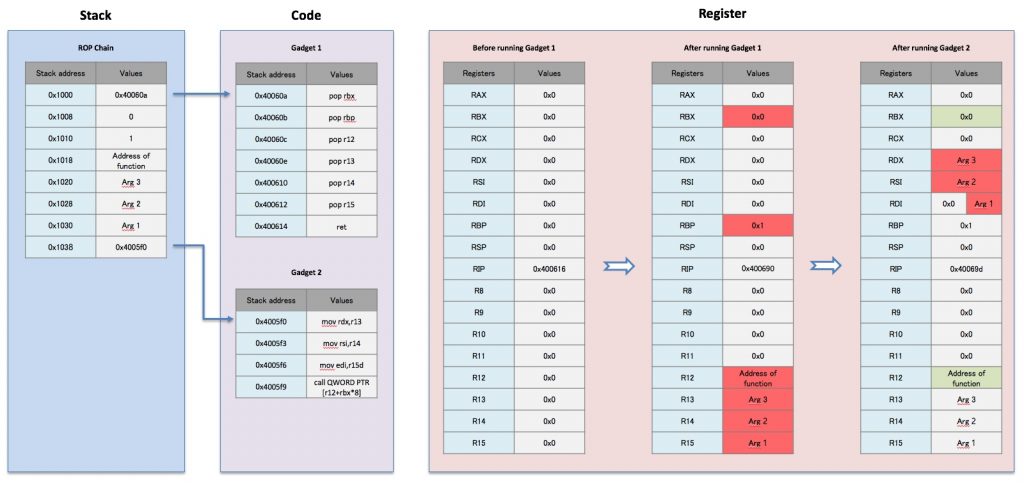 Stack
ROP Chain
Stack address Values
0x1000 0x40060a
0x1008 0
0x1010 1
0x1018 Address of
function
0x1020 Arg 3
0x1028 Arg 2
0x1030 Arg 1
0x1038 0x4005f0
Code
Gadget 1
Stack address Values
0x40060a pop rbx
0x40060b pop rbp
0x40060c pop r12
0x40060e pop r13
0x400610 pop r14
0x400612 pop r15
0x400614 ret
Gadget 2
Stack address Values
0x4005f0 mov rdx,r13
0x4005f3 mov rsi,r14
0x4005f6 mov edi,r15d
0x4005f9 call QWORD PTR
[r12+rbx*8]
Register
Before running Gadget 1
Registers Values
RAX 0x0
RBX 0x0
RCX 0x0
RDX 0x0
RSI 0x0
RDI 0x0
RBP 0x0
RSP 0x0
RIP 0x400616
R8 0x0
R9 0x0
R10 0x0
R11 0x0
R12 0x0
R13 0x0
R14 0x0
R15 0x0
After running Gadget 1
Registers Values
RAX 0x0
RBX 0x0
RCX 0x0
RDX 0x0
RSI 0x0
RDI 0x0
RBP 0x1
RSP 0x0
RIP 0x400690
R8 0x0
R9 0x0
R10 0x0
R11 0x0
R12 Address of
function
R13 Arg 3
R14 Arg 2
R15 Arg 1
After running Gadget 2
Registers Values
RAX 0x0
RBX 0x0
RCX 0x0
RDX Arg 3
RSI Arg 2
RDI 0x0 Arg 1
RBP 0x1
RSP 0x0
RIP 0x40069d
R8 0x0
R9 0x0
R10 0x0
R11 0x0
R12 Address of
function
R13 Arg 3
R14 Arg 2
R15 Arg 1